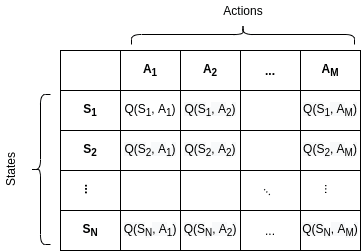 Actions
A1 A2 ... AM
S1 Q(S1, A1) Q(S1, A2) Q(S1, AM)
States
S2 Q(S2, A1) Q(S2, A2) Q(S2, AM)
⋮ ⋱ ⋮
SN Q(SN, A1) Q(SN, A2) ... Q(SN, AM)